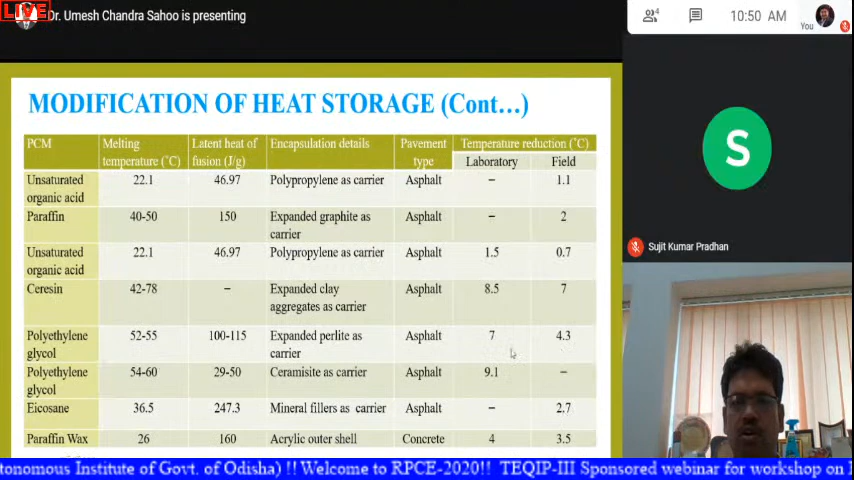 LIVE
Dr. Umesh Chandra Sahoo is presenting
4
10:50 AM
You
MODIFICATION OF HEAT STORAGE (Cont…)
PCM Melting temperature (˚C) Latent heat of fusion (J/g) Encapsulation details Pavement type Temperature reduction (˚C)
Laboratory Field
Unsaturated organic acid 22.1 46.97 Polypropylene as carrier Asphalt – 1.1
Paraffin 40-50 150 Expanded graphite as carrier Asphalt – 2
Unsaturated organic acid 22.1 46.97 Polypropylene as carrier Asphalt 1.5 0.7
Ceresin 42-78 – Expanded clay aggregates as carrier Asphalt 8.5 7
Polyethylene glycol 52-55 100-115 Expanded perlite as carrier Asphalt 7 4.3
Polyethylene glycol 54-60 29-50 Ceramisite as carrier Asphalt 9.1 –
Eicosane 36.5 247.3 Mineral fillers as carrier Asphalt – 2.7
Paraffin Wax 26 160 Acrylic outer shell Concrete 4 3.5
S
Sujit Kumar Pradhan
tonomous Institute of Govt. of Odisha) !! Welcome to RPCE-2020!! TEQIP-III Sponsored webinar for workshop on